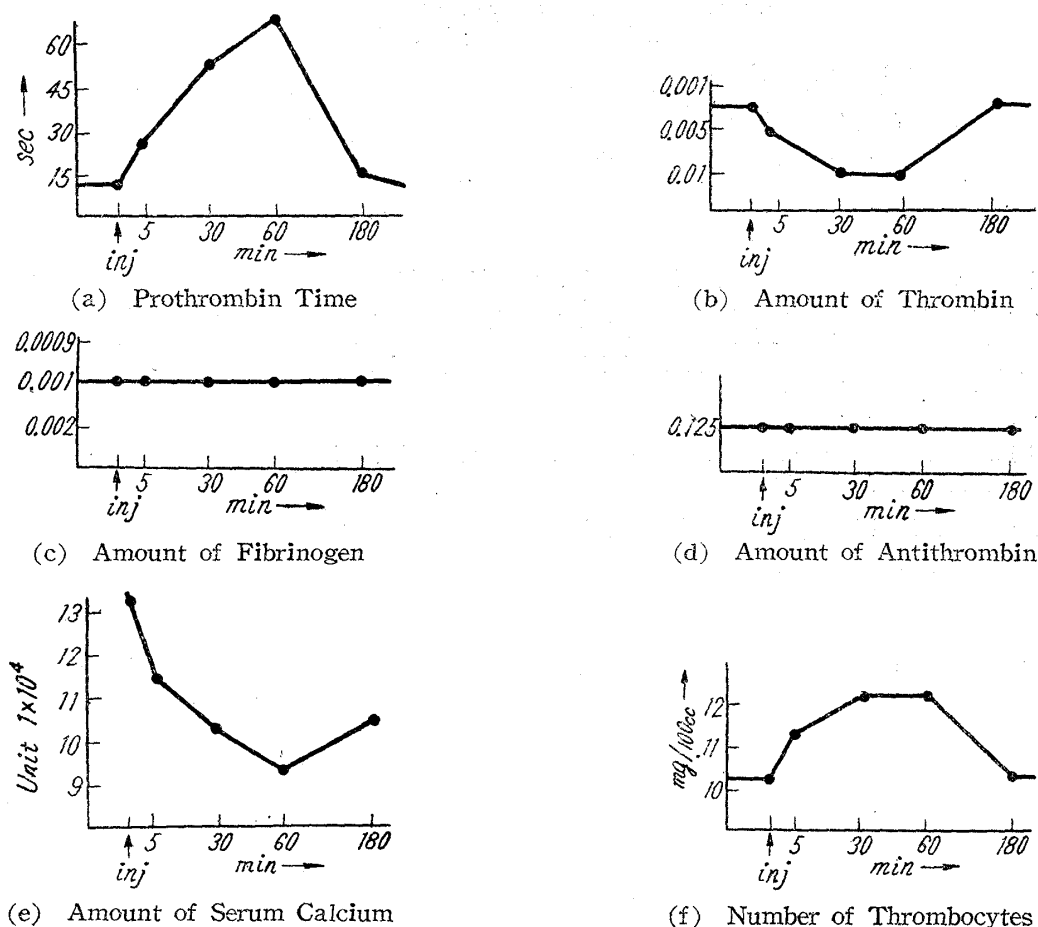 60
45
30
15
sec
5 30 60 180
inj
min
(a) Prothrombin Time
0.001
0.005
0.01
5 30 60 180
inj
min
(b) Amount of Thrombin
0.0009
0.001
0.002
5 30 60 180
inj
min
(c) Amount of Fibrinogen
0.125
5 30 60 180
inj
min
(d) Amount of Antithrombin
13
12
11
10
9
Unit 1×10⁴
5 30 60 180
inj
min
(e) Amount of Serum Calcium
12
11
10
mg/100cc
5 30 60 180
inj
min
(f) Number of Thrombocytes